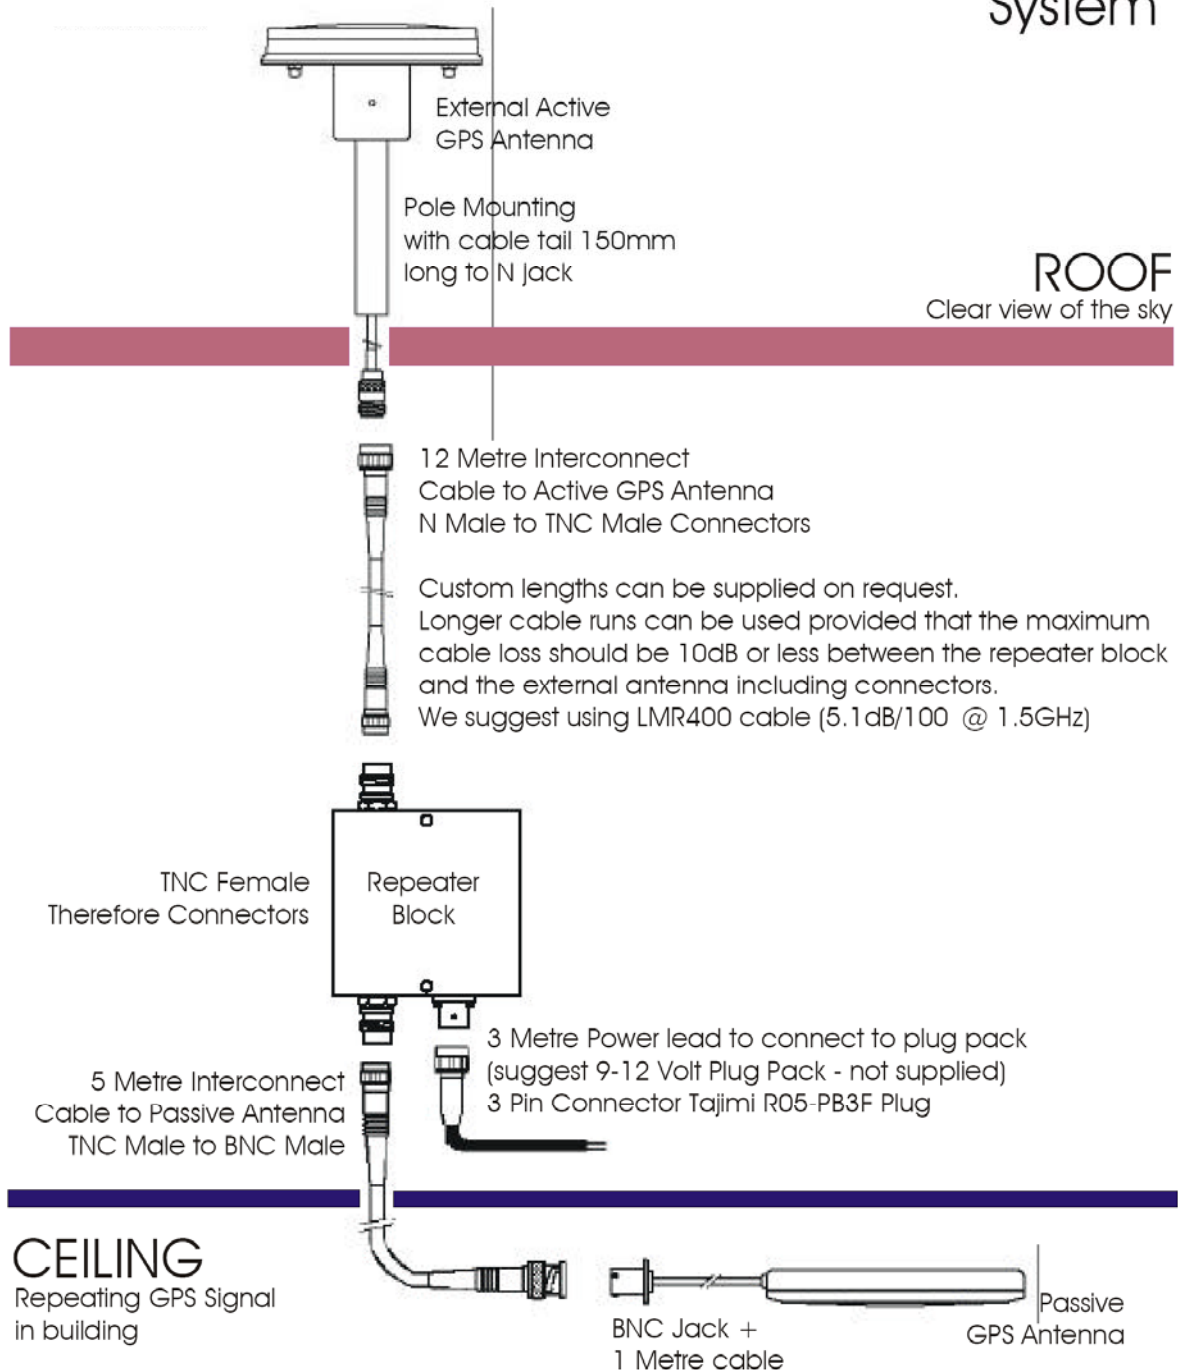 System
External Active
GPS Antenna
Pole Mounting
with cable tail 150mm
long to N jack
ROOF
Clear view of the sky
12 Metre Interconnect
Cable to Active GPS Antenna
N Male to TNC Male Connectors
Custom lengths can be supplied on request.
Longer cable runs can be used provided that the maximum
cable loss should be 10dB or less between the repeater block
and the external antenna including connectors.
We suggest using LMR400 cable (5.1dB/100 @ 1.5GHz)
TNC Female
Therefore Connectors
Repeater
Block
3 Metre Power lead to connect to plug pack
(suggest 9-12 Volt Plug Pack - not supplied)
3 Pin Connector Tajimi R05-PB3F Plug
5 Metre Interconnect
Cable to Passive Antenna
TNC Male to BNC Male
CEILING
Repeating GPS Signal
in building
BNC Jack +
1 Metre cable
Passive
GPS Antenna